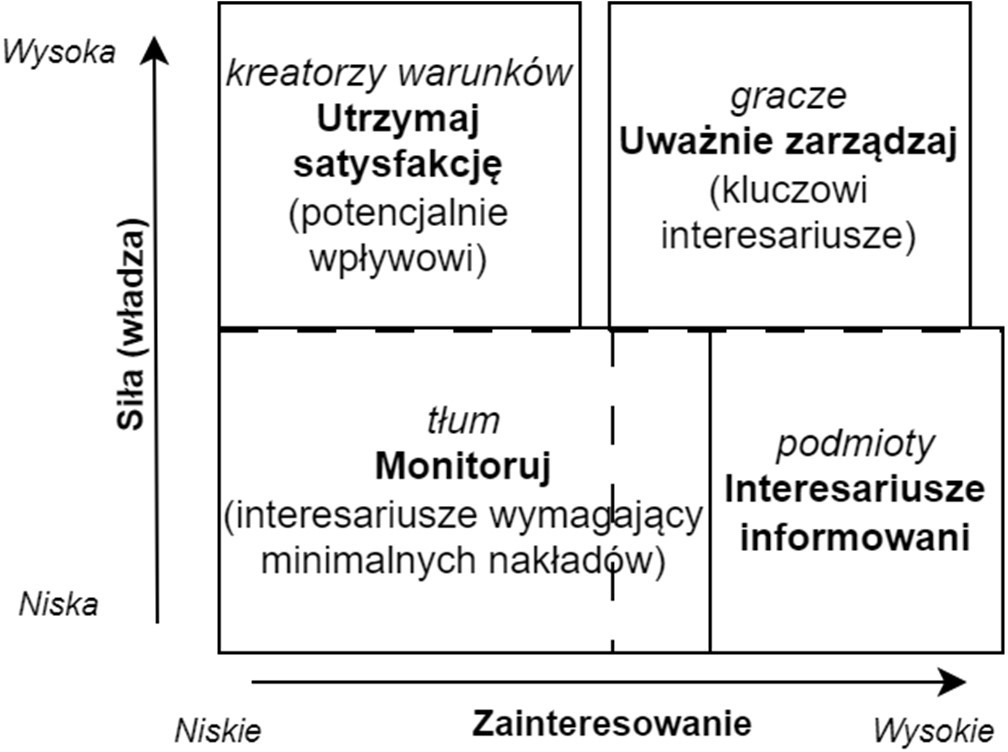 Wysoka
kreatorzy warunków
Utrzymaj
satysfakcję
(potencjalnie
wpływowi)
gracze
Uważnie zarządzaj
(kluczowi
interesariusze)
Siła (władza)
tłum
Monitoruj
(interesariusze wymagający
minimalnych nakładów)
podmioty
Interesariusze
informowani
Niska
Niskie
Zainteresowanie
Wysokie